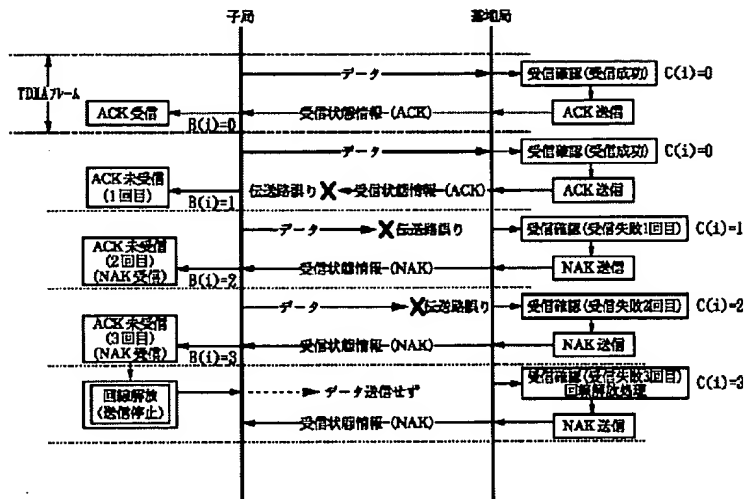 子局 基地局
TDMAフレーム
データ 受信確認(受信成功) C(i)=0
ACK受信 B(i)=0 受信状態情報(ACK) ACK送信
データ 受信確認(受信成功) C(i)=0
ACK未受信
(1回目)
B(i)=1 伝送路誤り 受信状態情報(ACK) ACK送信
データ 伝送路誤り 受信確認(受信失敗1回目) C(i)=1
ACK未受信
(2回目)
(NAK受信)
B(i)=2 受信状態情報(NAK) NAK送信
データ 伝送路誤り 受信確認(受信失敗2回目) C(i)=2
ACK未受信
(3回目)
(NAK受信)
B(i)=3 受信状態情報(NAK) NAK送信
回線解放
(送信停止)
データ送信せず
受信確認(受信失敗3回目)
回線解放処理
C(i)=3
受信状態情報(NAK) NAK送信